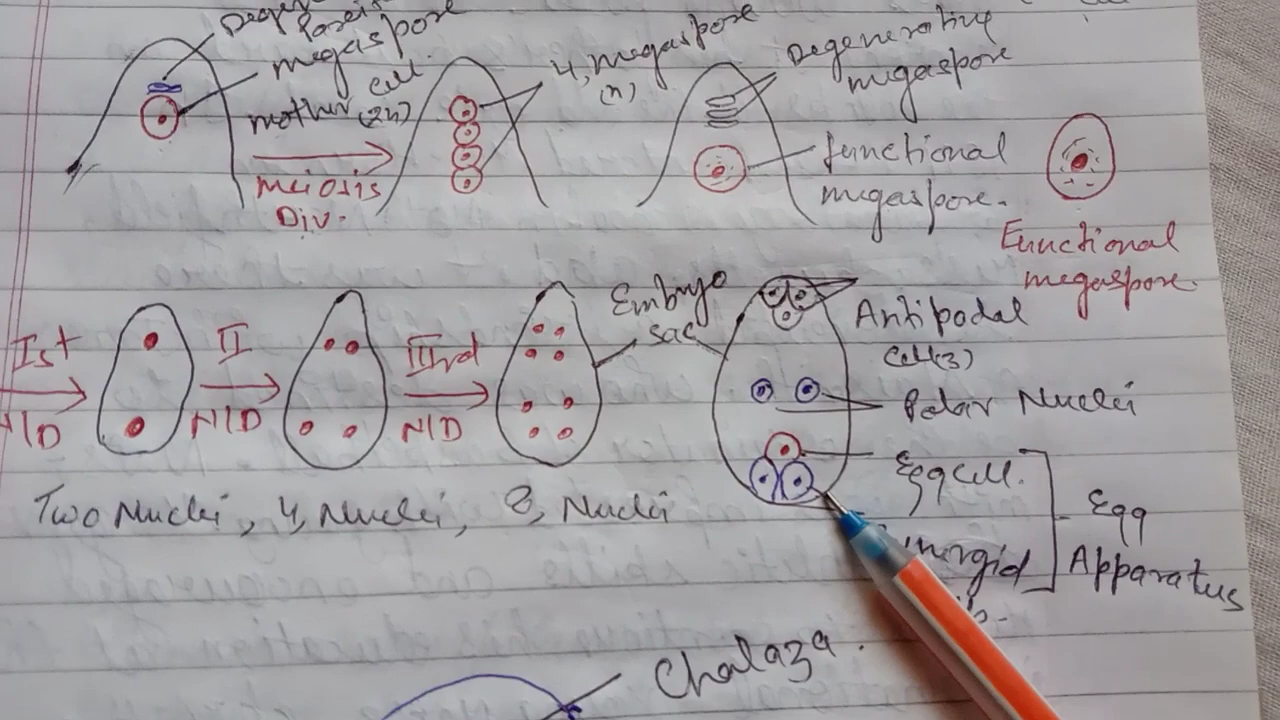 megaspore
mother cell.
(2n)
Meiosis
Div.
4, megaspore
(n)
Degenerative
megaspore
functional
megaspore.
Functional
megaspore.
Ist
N/D
II
N/D
IIIrd
N/D
Embryo
sac
Antipodal
cell(3)
Polar Nuclei
Egg cell.
Egg
Apparatus
Two Nuclei, 4, Nuclei, 8, Nuclei
Chalaza.